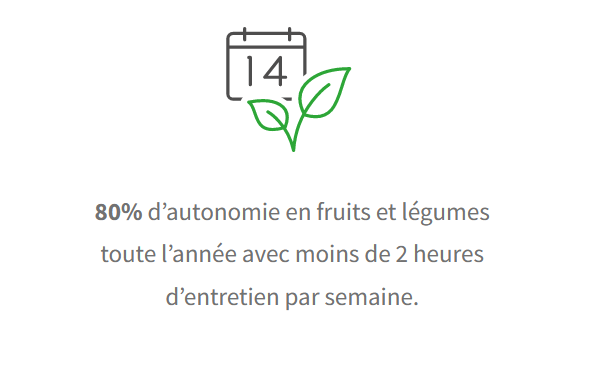 14
80% d’autonomie en fruits et légumes
toute l’année avec moins de 2 heures
d’entretien par semaine.